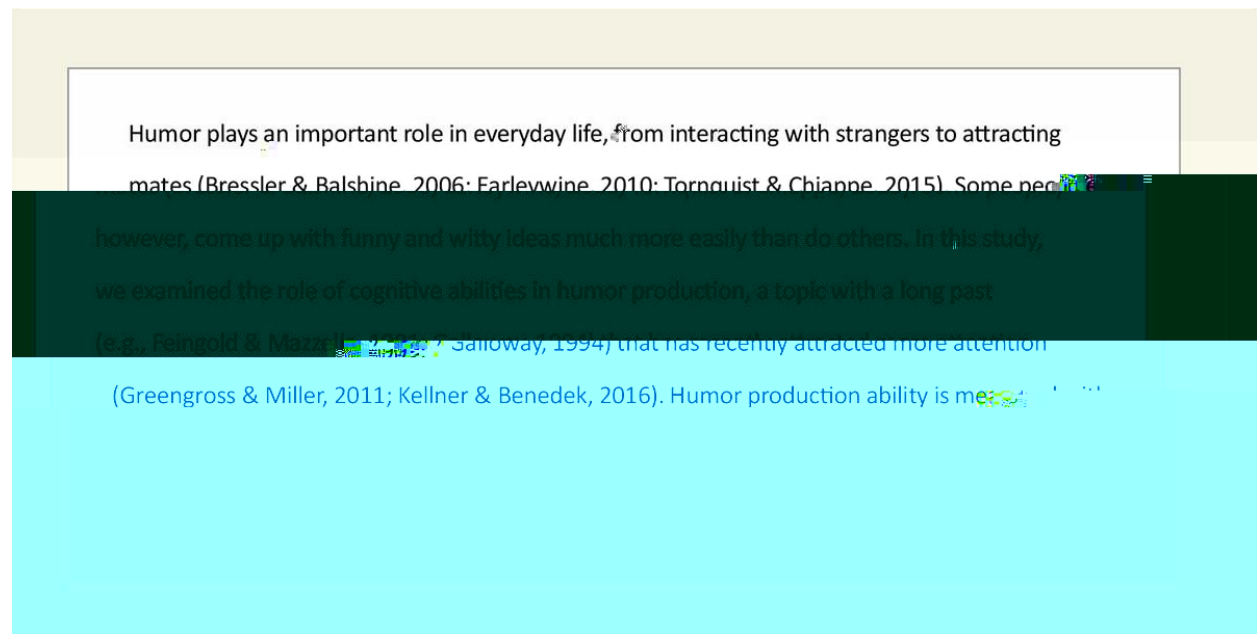 Humor plays an important role in everyday life, from interacting with strangers to attracting
mates (Bressler & Balshine, 2006; Earleywine, 2010; Tornquist & Chiappe, 2015). Some
however, come up with funny and witty ideas much more easily than do others. In this study,
we examined the role of cognitive abilities in humor production, a topic with a long past
(e.g., Feingold & 1991; Galloway, 1994) that has recently attracted more attention
(Greengross & Miller, 2011; Kellner & Benedek, 2016). Humor production ability is